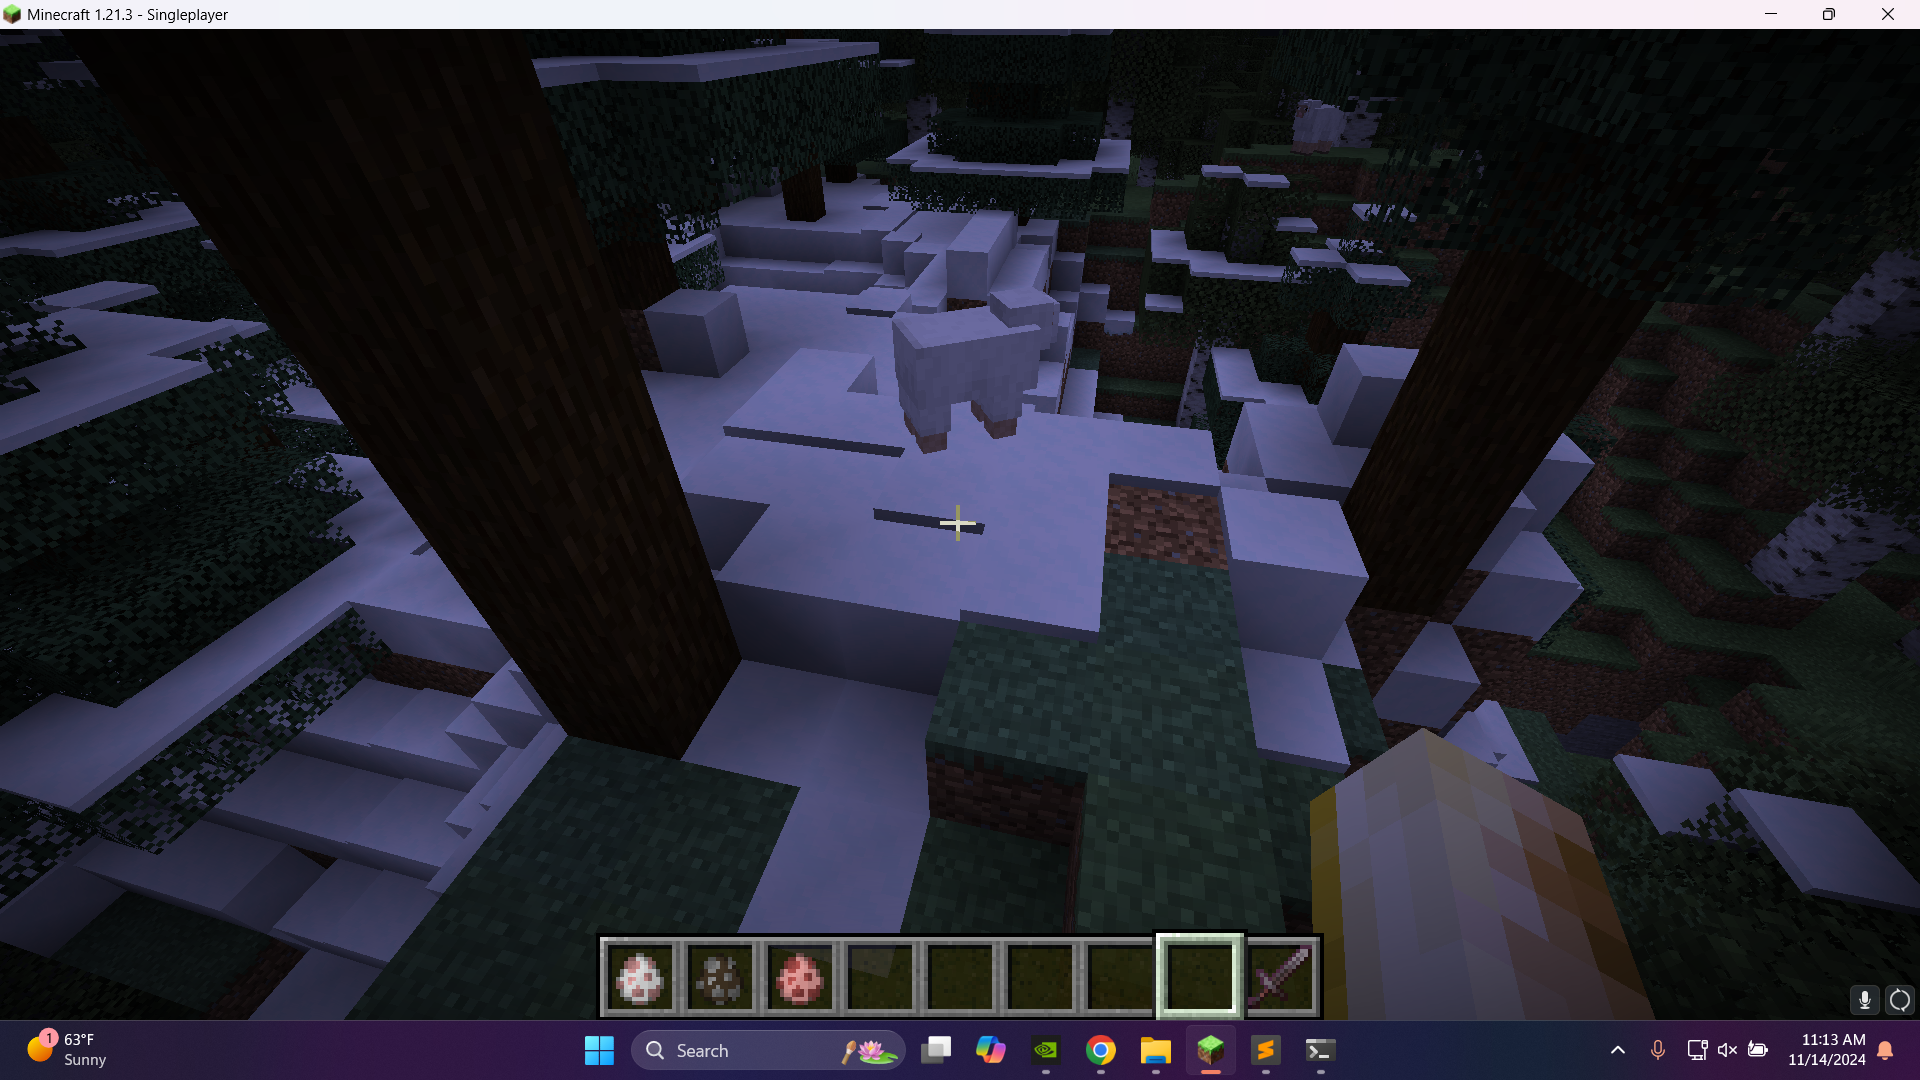 Minecraft 1.21.3 - Singleplayer
1
63°F
Sunny
Search
11:13 AM
11/14/2024